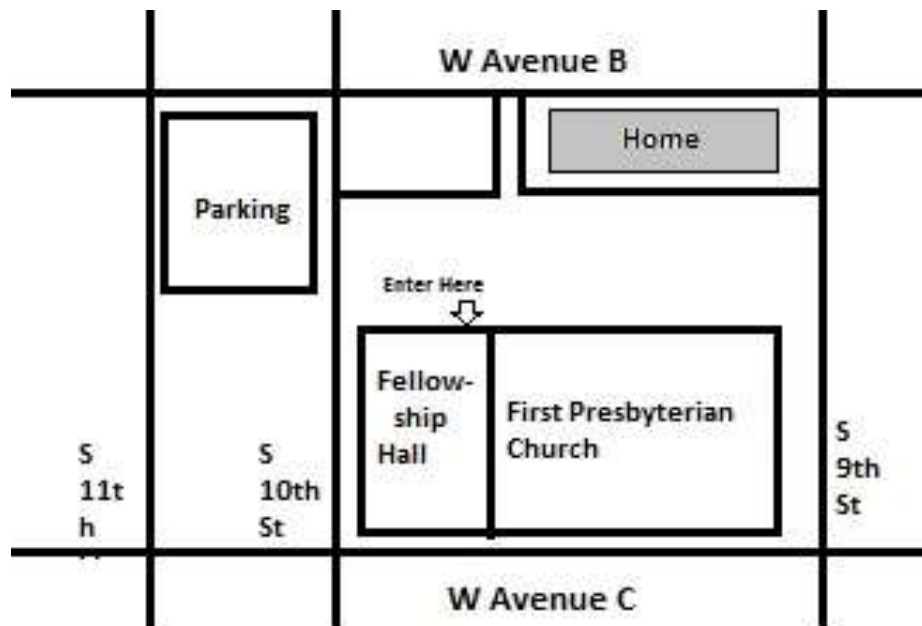 W Avenue B
Home
Parking
Enter Here
Fellow-
ship
Hall
First Presbyterian
Church
S
11t
h
S
10th
St
S
9th
St
W Avenue C